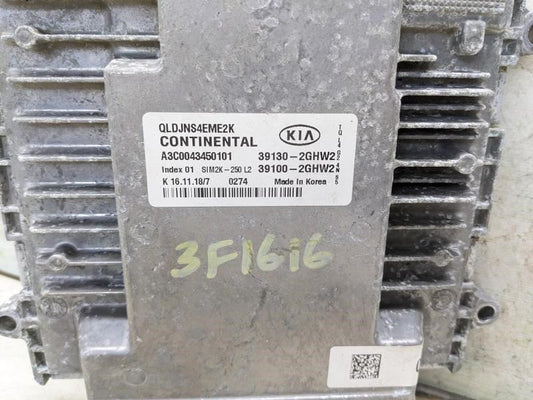 QLDJNS4EME2K
CONTINENTAL KIA
A3C0043450101 39130-2GHW2
Index 01 SIM2K-250 L2 39100-2GHW2
K 16.11.18/7 0274 Made In Korea
3F1616